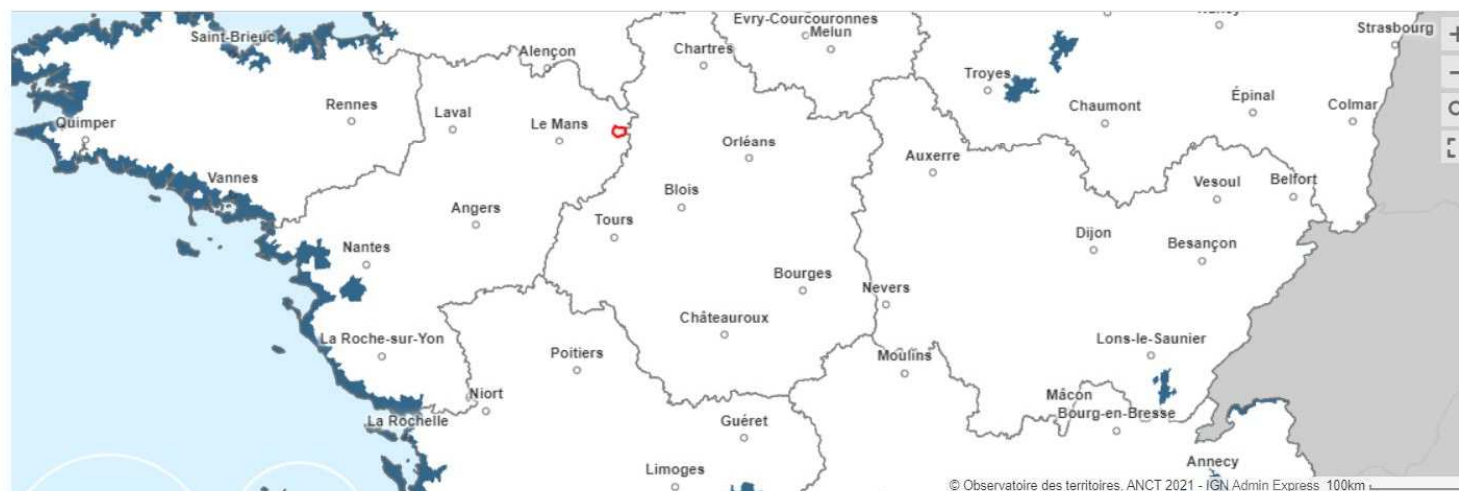 Evry-Courcouronnes
Nancy
Strasbourg
Saint-Brieuc
Alençon
Chartres
Melun
Troyes
Rennes
Laval
Le Mans
Orléans
Chaumont
Épinal
Colmar
Quimper
Auxerre
Vannes
Blois
Vesoul
Belfort
Angers
Tours
Dijon
Besançon
Nantes
Bourges
Nevers
Châteauroux
La Roche-sur-Yon
Poitiers
Moulins
Lons-le-Saunier
Niort
Mâcon
La Rochelle
Guéret
Bourg-en-Bresse
Limoges
Annecy
© Observatoire des territoires, ANCT 2021 - IGN Admin Express 100km